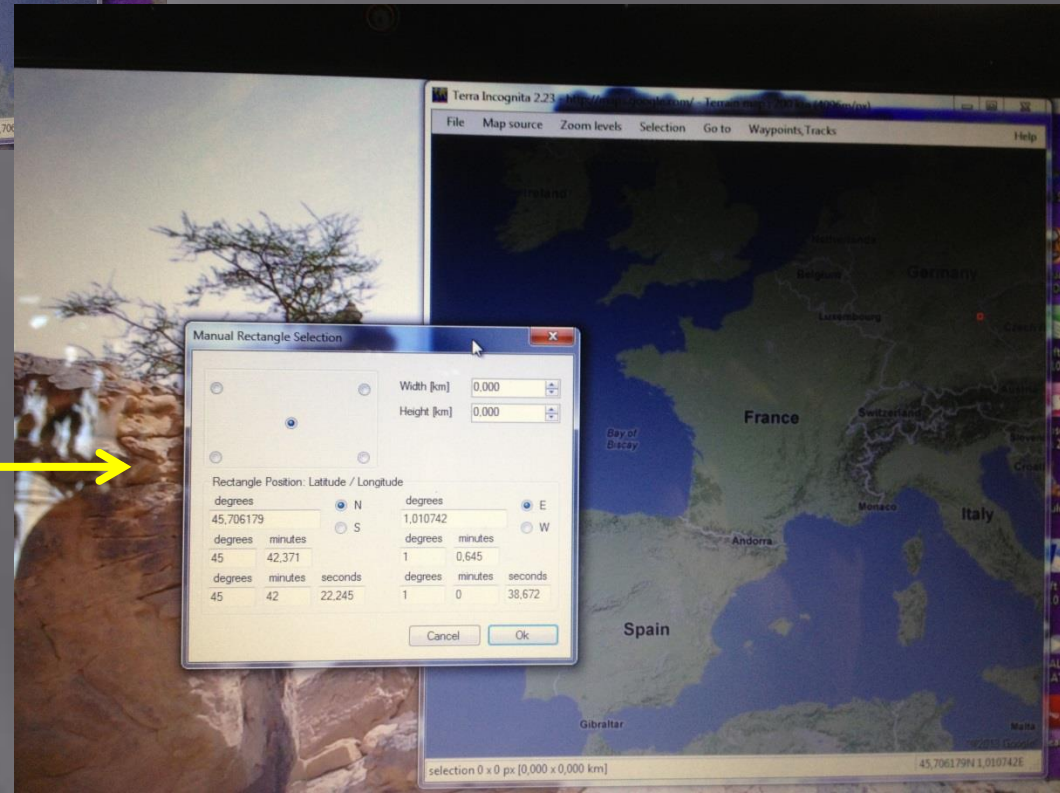 Terra Incognita 2.23
File Map source Zoom levels Selection Go to Waypoints, Tracks Help
Ireland
Netherlands
Belgium
Germany
Luxembourg
France
Switzerland
Bay of
Biscay
Monaco
Italy
Andorra
Spain
Gibraltar
Malta
selection 0 x 0 px [0,000 x 0,000 km]
45,706179N 1,010742E
Manual Rectangle Selection
Width [km] 0,000
Height [km] 0,000
Rectangle Position: Latitude / Longitude
degrees degrees
45,706179 N 1,010742 E
S W
degrees minutes degrees minutes
45 42,371 1 0,645
degrees minutes seconds degrees minutes seconds
45 42 22,245 1 0 38,672
Cancel Ok